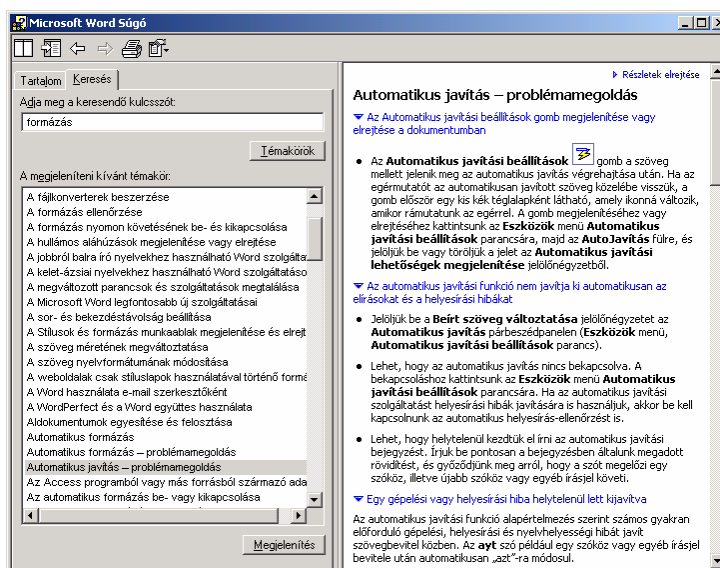 Microsoft Word Súgó
Tartalom Keresés
Adja meg a keresendő kulcsszót:
formázás
Témakörök
A megjeleníteni kívánt témakör:
A fájlkonverterek beszerzése
A formázás ellenőrzése
A formázás nyomon követésének be- és kikapcsolása
A hullámos aláhúzások megjelenítése vagy elrejtése
A jobbról balra író nyelvekhez használható Word szolgálta
A kelet-ázsiai nyelvekhez használható Word szolgáltatáso
A megváltozott parancsok és szolgáltatások megtalálása
A Microsoft Word legfontosabb új szolgáltatásai
A sor- és bekezdéstávolság beállítása
A Stílusok és formázás munkaablak megjelenítése és elrejt
A szöveg méretének megváltoztatása
A szöveg nyelvformátumának módosítása
A weboldalak csak stíluslapok használatával történő formé
A Word használata e-mail szerkesztőként
A WordPerfect és a Word együttes használata
Aldokumentumok egyesítése és felosztása
Automatikus formázás
Automatikus formázás – problémamegoldás
Automatikus javítás – problémamegoldás
Az Access programból vagy más forrásból származó ada
Az automatikus formázás be- vagy kikapcsolása
Megjelenítés
Részletek elrejtése
Automatikus javítás – problémamegoldás
Az Automatikus javítási beállítások gomb megjelenítése vagy
elrejtése a dokumentumban
Az Automatikus javítási beállítások gomb a szöveg
mellett jelenik meg az automatikus javítás végrehajtása után. Ha az
egérmutatót az automatikusan javított szöveg közelébe visszük, a
gomb először egy kis kék téglalapként látható, amely ikonná változik,
amikor rámutatunk az egérrel. A gomb megjelenítéséhez vagy
elrejtéséhez kattintsunk az Eszközök menü Automatikus
javítási beállítások parancsára, majd az AutoJavítás fülre, és
jelöljük be vagy töröljük a jelet az Automatikus javítási
lehetőségek megjelenítése jelölőnégyzetből.
Az automatikus javítási funkció nem javítja ki automatikusan az
elírásokat és a helyesírási hibákat
Jelöljük be a Beírt szöveg változtatása jelölőnégyzetet az
Automatikus javítás párbeszédpanelen (Eszközök menü,
Automatikus javítási beállítások parancs).
Lehet, hogy az automatikus javítás nincs bekapcsolva. A
bekapcsoláshoz kattintsunk az Eszközök menü Automatikus
javítási beállítások parancsára. Ha az automatikus javítási
szolgáltatást helyesírási hibák javítására is használjuk, akkor be kell
kapcsolnunk az automatikus helyesírás-ellenőrzést is.
Lehet, hogy helytelenül kezdtük el írni az automatikus javítási
bejegyzést. Írjuk be pontosan a bejegyzésben általunk megadott
rövidítést, és győződjünk meg arról, hogy a szót megelőzi egy
szóköz, illetve újabb szóköz vagy egyéb írásjel követi.
Egy gépelési vagy helyesírási hiba helytelenül lett kijavítva
Az automatikus javítási funkció alapértelmezés szerint számos gyakran
előforduló gépelési, helyesírási és nyelvhelyességi hibát javít
szövegbevitel közben. Az ayt szó például egy szóköz vagy egyéb írásjel
bevitele után automatikusan „azt”-ra módosul.